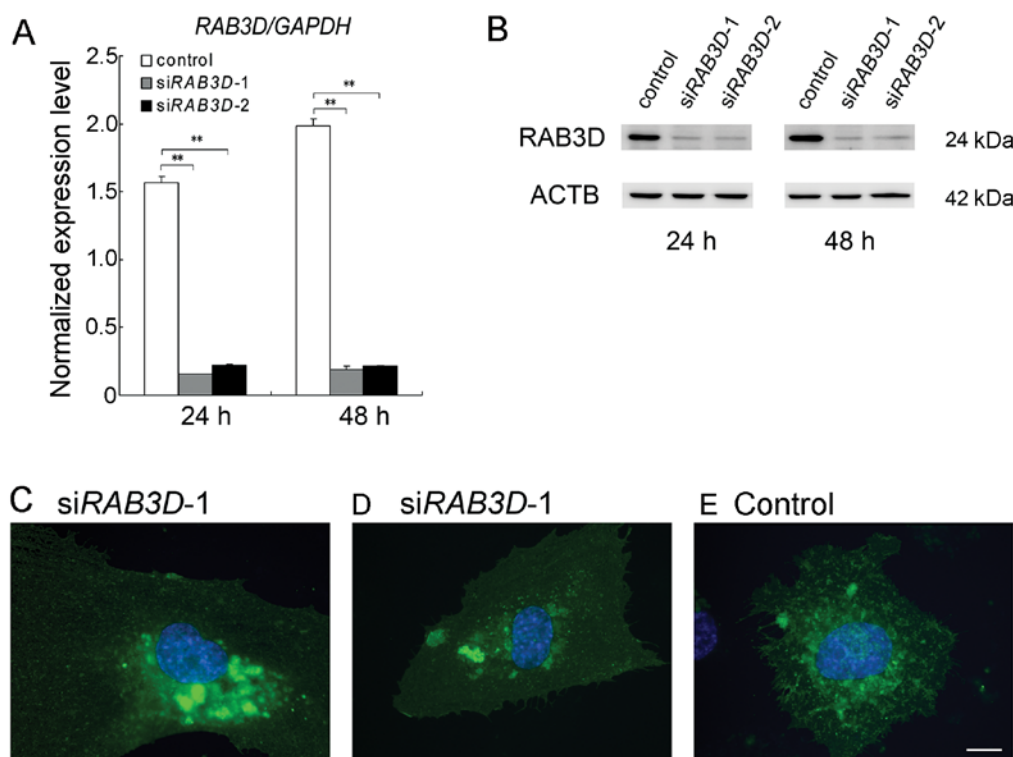 A
RAB3D/GAPDH
Normalized expression level
2.5
2.0
1.5
1.0
0.5
0
control
siRAB3D-1
siRAB3D-2
**
**
**
**
24 h
48 h
B
control
siRAB3D-1
siRAB3D-2
control
siRAB3D-1
siRAB3D-2
RAB3D
24 kDa
ACTB
42 kDa
24 h
48 h
C siRAB3D-1
D siRAB3D-1
E Control